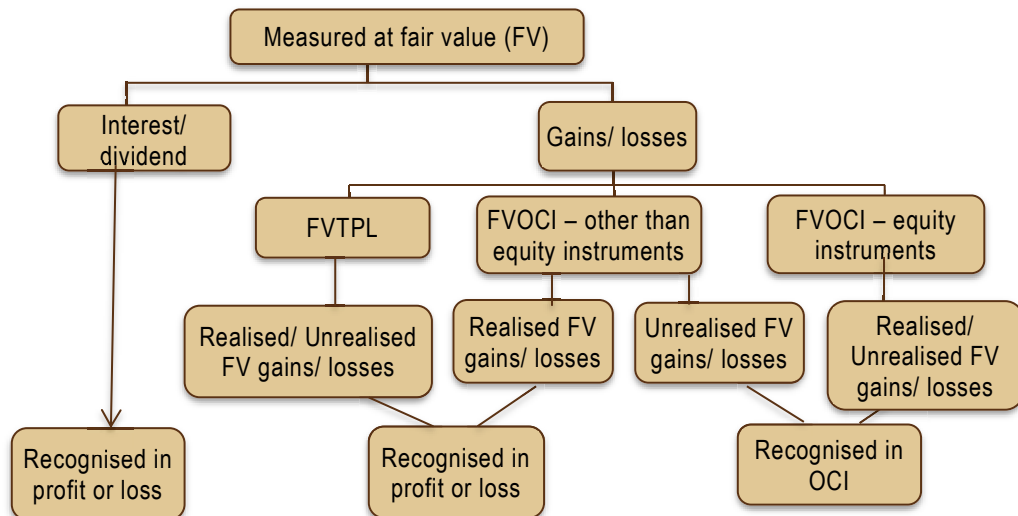 Measured at fair value (FV)
Interest/
dividend
Gains/ losses
FVTPL
FVOCI – other than
equity instruments
FVOCI – equity
instruments
Realised/ Unrealised
FV gains/ losses
Realised FV
gains/ losses
Unrealised FV
gains/ losses
Realised/
Unrealised FV
gains/ losses
Recognised in
profit or loss
Recognised in
profit or loss
Recognised in
OCI